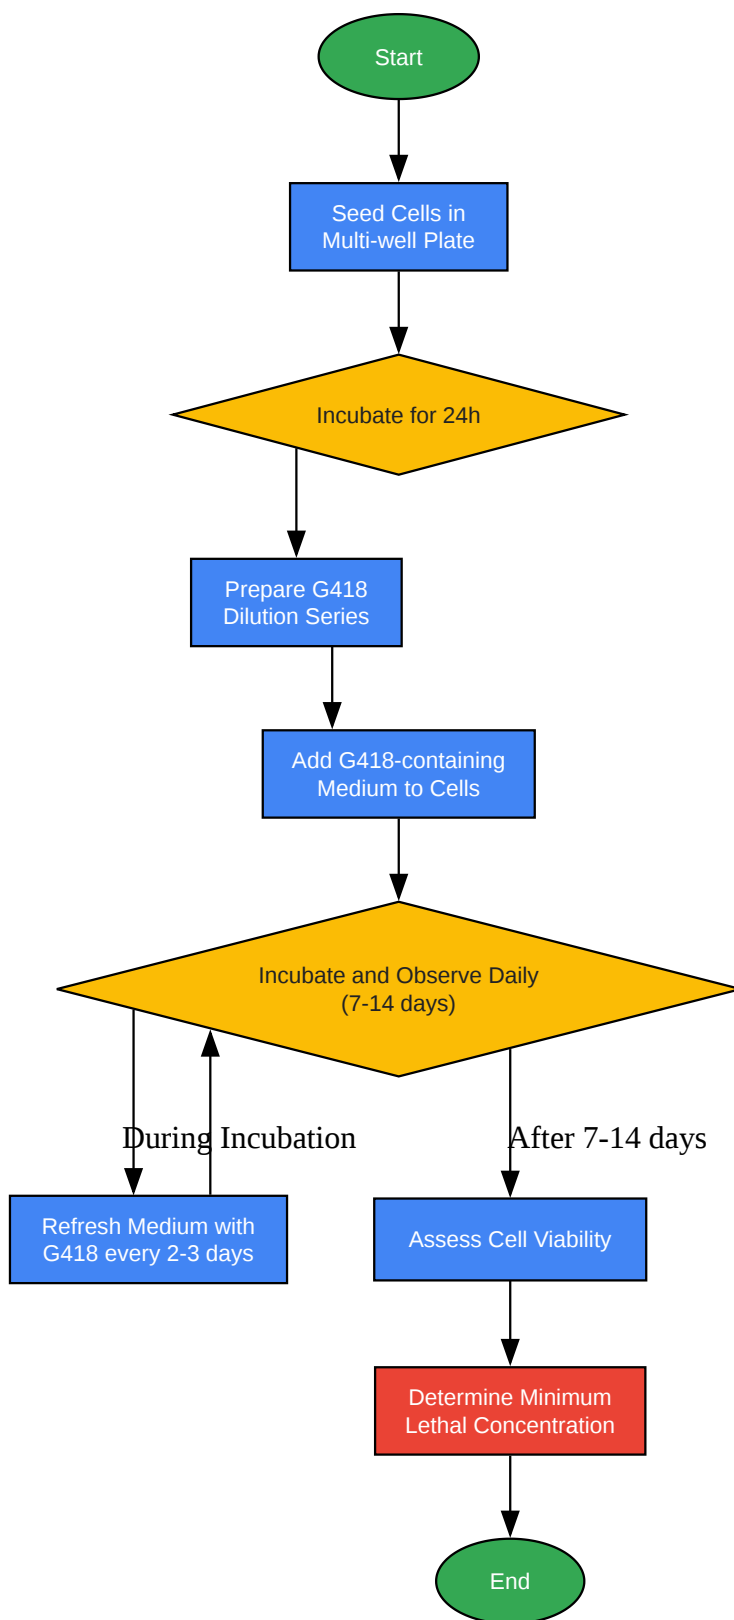 Start
Seed Cells in
Multi-well Plate
Incubate for 24h
Prepare G418
Dilution Series
Add G418-containing
Medium to Cells
Incubate and Observe Daily
(7-14 days)
During Incubation
After 7-14 days
Refresh Medium with
G418 every 2-3 days
Assess Cell Viability
Determine Minimum
Lethal Concentration
End